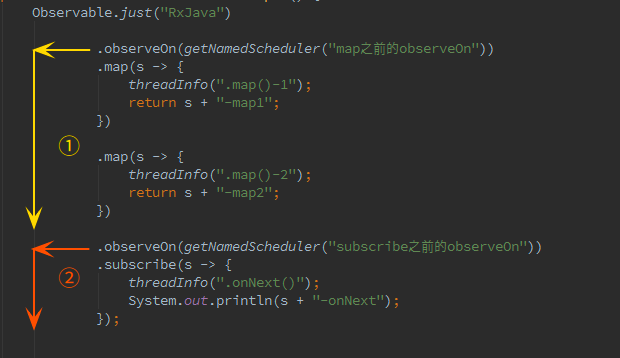 Observable.just("RxJava")
.observeOn(getNamedScheduler("map之前的observeOn"))
.map(s -> {
threadInfo(".map()-1");
return s + "-map1";
})
①
.map(s -> {
threadInfo(".map()-2");
return s + "-map2";
})
.observeOn(getNamedScheduler("subscribe之前的observeOn"))
.subscribe(s -> {
②
threadInfo(".onNext()");
System.out.println(s + "-onNext");
});